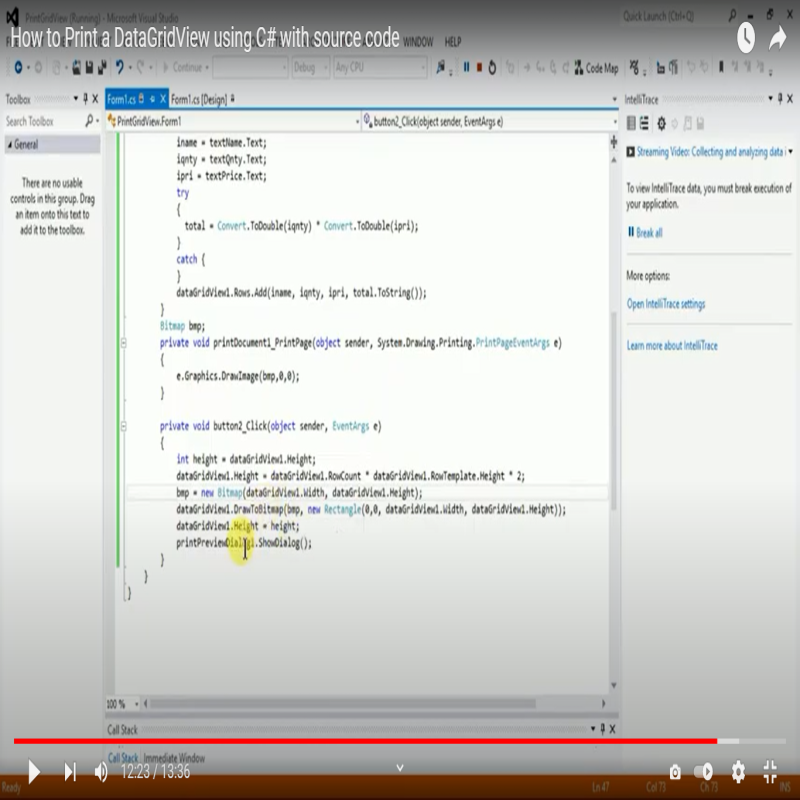 PrintGridView (Running) - Microsoft Visual Studio
Quick Launch (Ctrl+Q)
How to Print a DataGridView using C# with source code
WINDOW HELP
Continue Debug Any CPU Code Map
Toolbox
Form1.cs Form1.cs [Design]
IntelliTrace
Search Toolbox
PrintGridView.Form1
button2_Click(object sender, EventArgs e)
General
There are no usable
controls in this group. Drag
an item onto this text to
add it to the toolbox.
iname = textName.Text;
iqnty = textQnty.Text;
ipri = textPrice.Text;
try
{
total = Convert.ToDouble(iqnty) * Convert.ToDouble(ipri);
}
catch {
}
dataGridView1.Rows.Add(iname, iqnty, ipri, total.ToString());
}
Bitmap bmp;
private void printDocument1_PrintPage(object sender, System.Drawing.Printing.PrintPageEventArgs e)
{
e.Graphics.DrawImage(bmp,0,0);
}
private void button2_Click(object sender, EventArgs e)
{
int height = dataGridView1.Height;
dataGridView1.Height = dataGridView1.RowCount * dataGridView1.RowTemplate.Height * 2;
bmp = new Bitmap(dataGridView1.Width, dataGridView1.Height);
dataGridView1.DrawToBitmap(bmp, new Rectangle(0,0, dataGridView1.Width, dataGridView1.Height));
dataGridView1.Height = height;
printPreviewDialog1.ShowDialog();
}
}
}
Streaming Video: Collecting and analyzing data i
To view IntelliTrace data, you must break execution of
your application.
Break all
More options:
Open IntelliTrace settings
Learn more about IntelliTrace
100 %
Call Stack
Call Stack Immediate Window
12:23 / 13:36
Ready
Ln 47 Col 73 Ch 73 INS